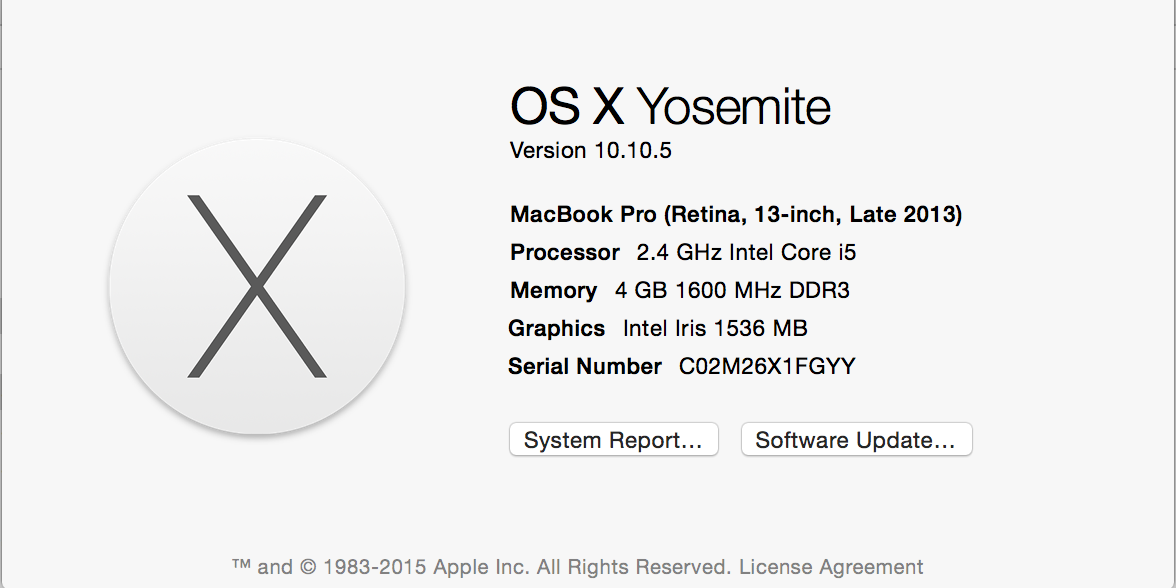 OS X Yosemite
Version 10.10.5
MacBook Pro (Retina, 13-inch, Late 2013)
Processor 2.4 GHz Intel Core i5
Memory 4 GB 1600 MHz DDR3
Graphics Intel Iris 1536 MB
Serial Number C02M26X1FGYY
System Report... Software Update...
™ and © 1983-2015 Apple Inc. All Rights Reserved. License Agreement